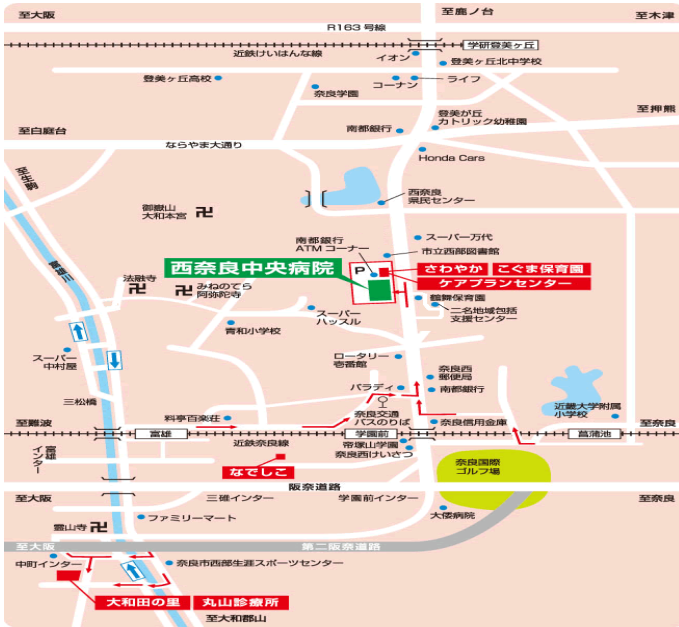 至大阪
至鹿ノ台
至木津
R163 号線
近鉄けいはんな線
イオン
学研登美ヶ丘
登美ヶ丘北中学校
登美ヶ丘高校
奈良学園
コーナン
ライフ
至押熊
登美が丘
カトリック幼稚園
南都銀行
至白庭台
ならやま大通り
Honda Cars
至生駒
西奈良
県民センター
御嶽山
大和本宮
スーパー万代
南都銀行
ATM コーナー
市立西部図書館
富雄川
西奈良中央病院
P
さわやか
こぐま保育園
ケアプランセンター
法融寺
みねのてら
阿弥陀寺
鶴舞保育園
二名地域包括
支援センター
スーパー
ハッスル
青和小学校
スーパー
中村屋
ロータリー
壱番館
奈良西
郵便局
パラディ
南都銀行
三松橋
料亭百楽荘
奈良交通
バスのりば
奈良信用金庫
近畿大学附属
小学校
至難波
富雄
学園前
菖蒲池
至奈良
近鉄奈良線
帝塚山学園
奈良西けいさつ
富雄
インター
なでしこ
奈良国際
ゴルフ場
阪奈道路
至大阪
三碓インター
学園前インター
至奈良
霊山寺
ファミリーマート
大倭病院
至大阪
第二阪奈道路
中町インター
奈良市西部生涯スポーツセンター
大和田の里
丸山診療所
至大和郡山